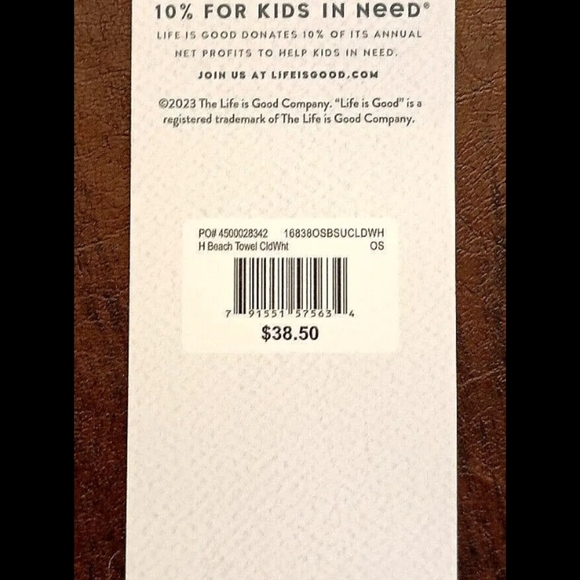 10% FOR KIDS IN NeeD®
LIFE IS GOOD DONATES 10% OF ITS ANNUAL
NET PROFITS TO HELP KIDS IN NEED.
JOIN US AT LIFEISGOOD.COM
©2023 The Life is Good Company. "Life is Good" is a
registered trademark of The Life is Good Company.
PO# 4500028342 16838OSBSUCLDWH
H Beach Towel CldWht OS
7 91551 57563 4
$38.50